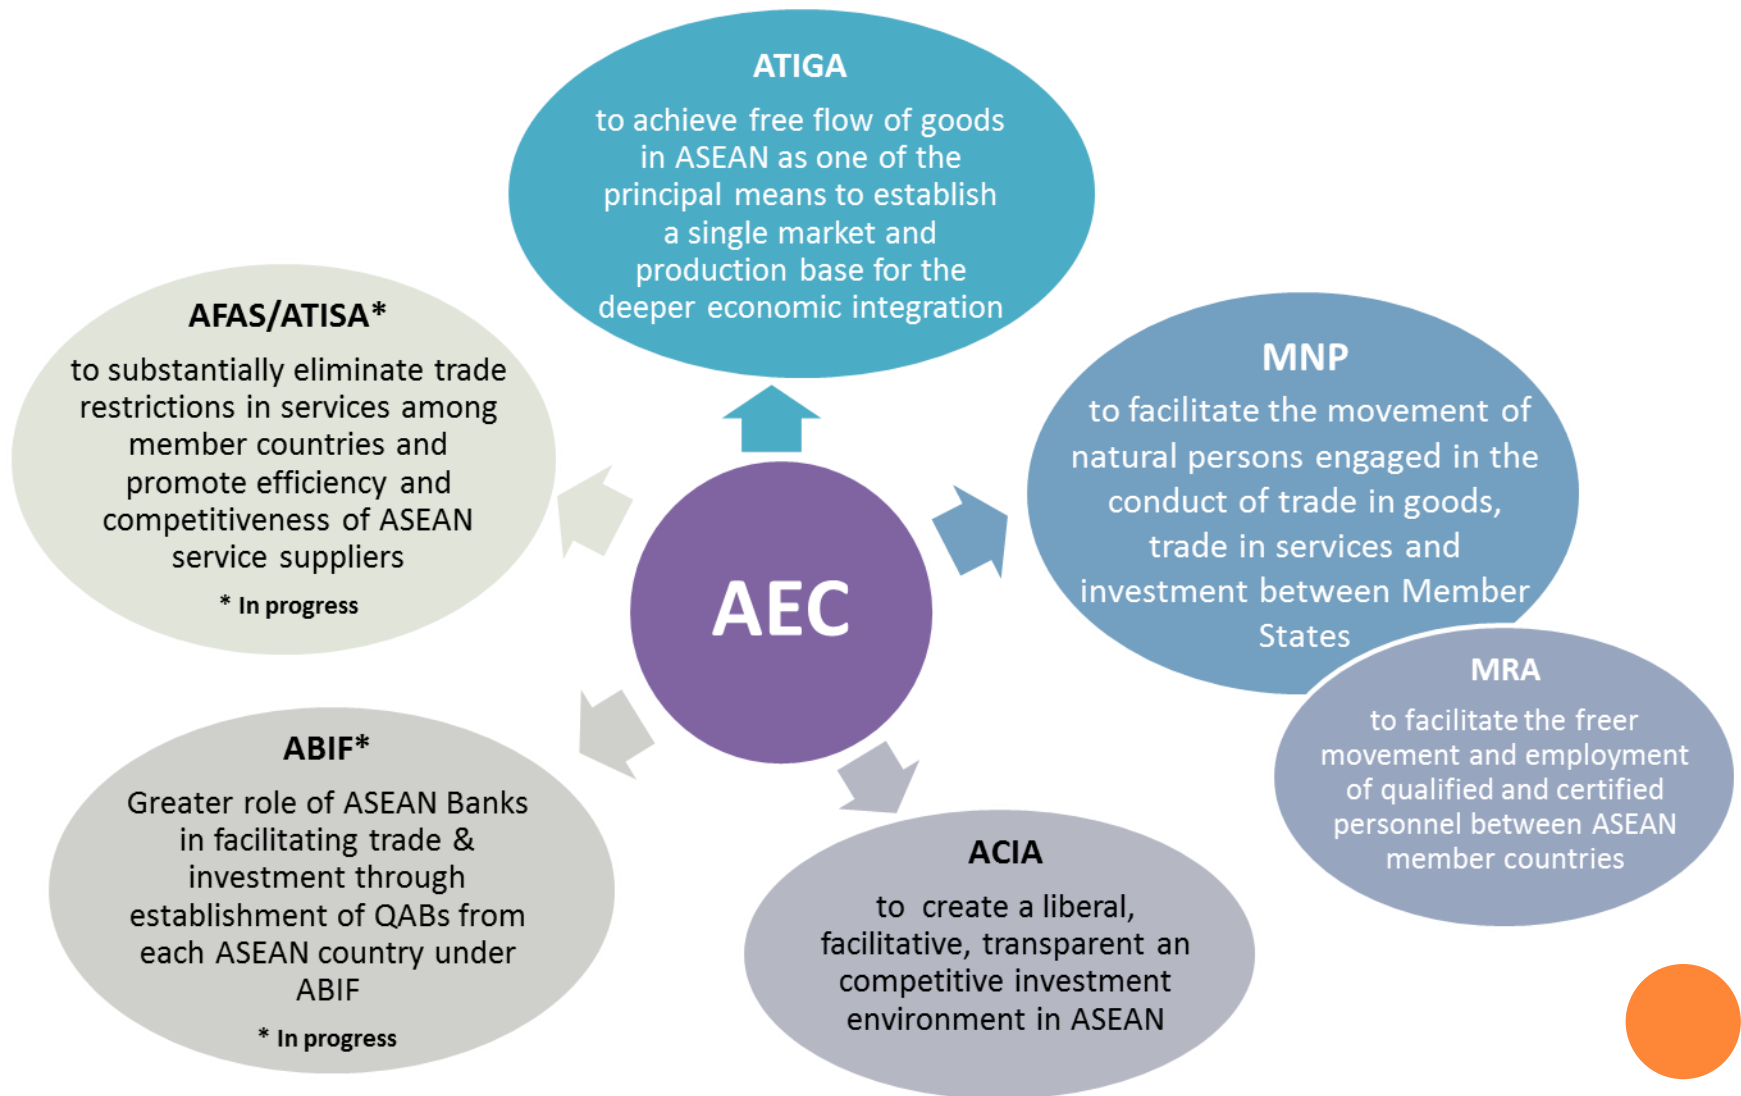 ATIGA
to achieve free flow of goods
in ASEAN as one of the
principal means to establish
a single market and
production base for the
deeper economic integration
AFAS/ATISA*
to substantially eliminate trade
restrictions in services among
member countries and
promote efficiency and
competitiveness of ASEAN
service suppliers
* In progress
MNP
to facilitate the movement of
natural persons engaged in the
conduct of trade in goods,
trade in services and
investment between Member
States
AEC
MRA
to facilitate the freer
movement and employment
of qualified and certified
personnel between ASEAN
member countries
ABIF*
Greater role of ASEAN Banks
in facilitating trade &
investment through
establishment of QABs from
each ASEAN country under
ABIF
* In progress
ACIA
to create a liberal,
facilitative, transparent an
competitive investment
environment in ASEAN